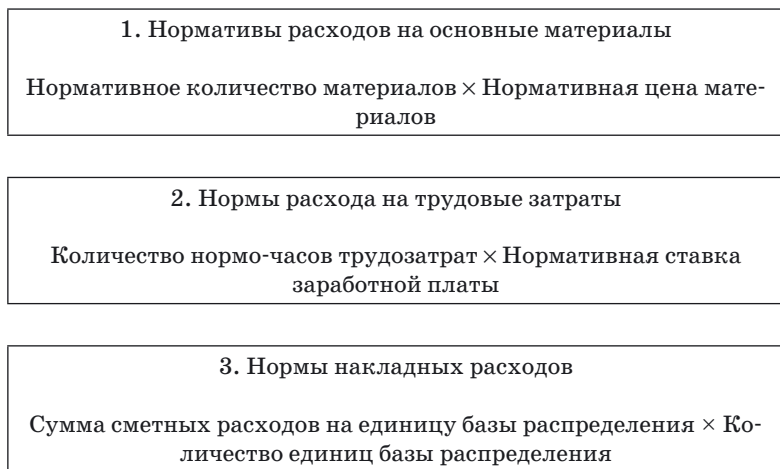 1. Нормативы расходов на основные материалы
Нормативное количество материалов × Нормативная цена мате-
риалов
2. Нормы расхода на трудовые затраты
Количество нормо-часов трудозатрат × Нормативная ставка
заработной платы
3. Нормы накладных расходов
Сумма сметных расходов на единицу базы распределения × Ко-
личество единиц базы распределения